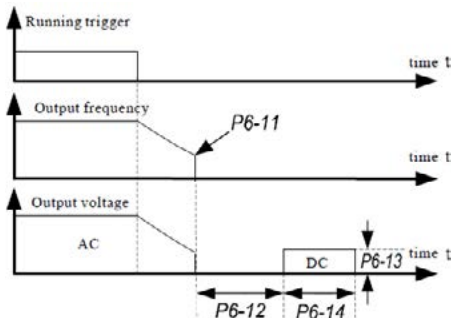 Running trigger
time t
Output frequency
P6-11
time t
Output voltage
AC
DC
time t
P6-13
P6-12
P6-14